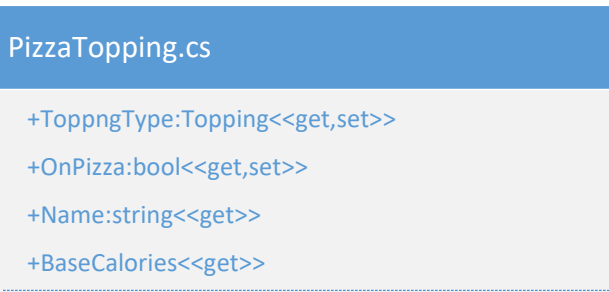 PizzaTopping.cs
+ToppngType:Topping<<get,set>>
+OnPizza:bool<<get,set>>
+Name:string<<get>>
+BaseCalories<<get>>